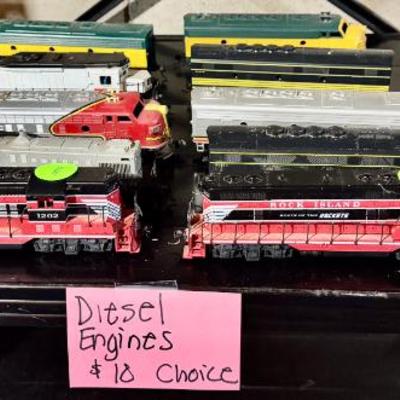 1202
ROCK ISLAND
ROUTE OF THE ROCKETS
Diesel
Engines
$10 Choice